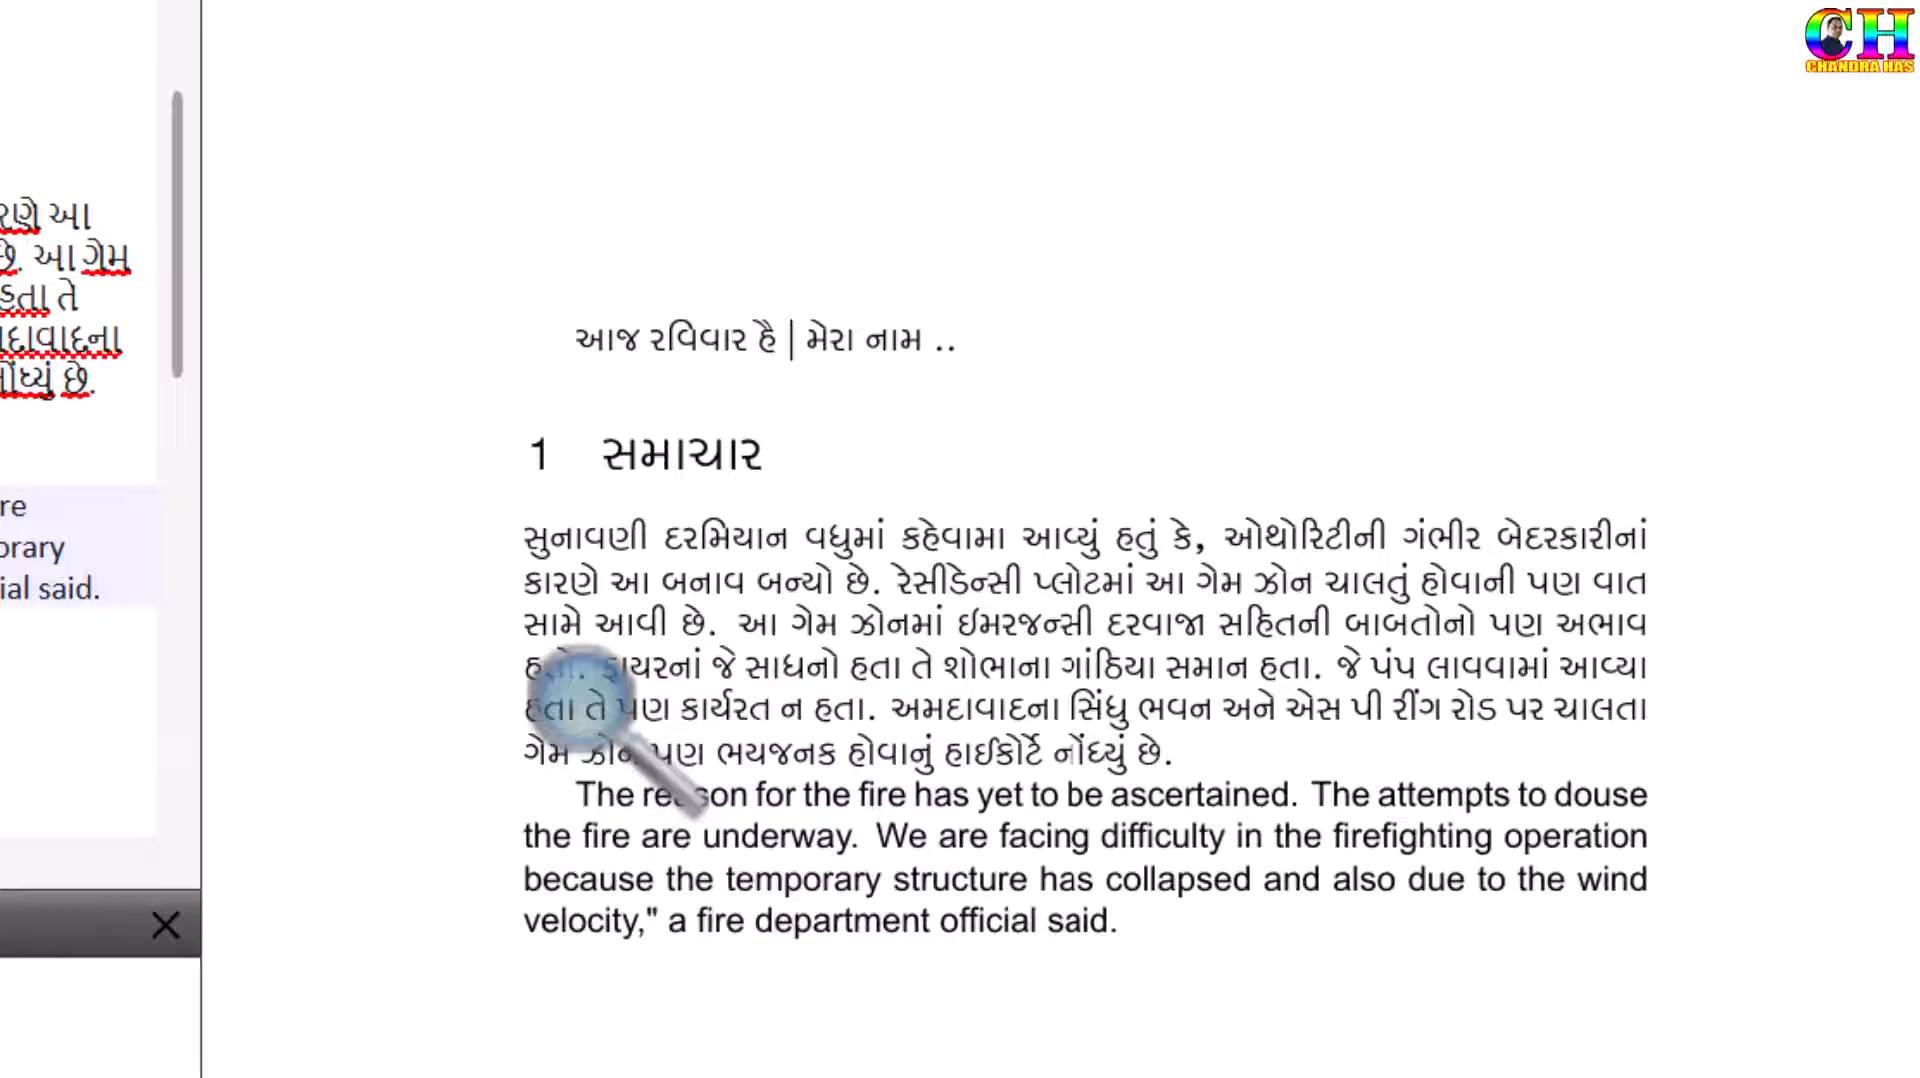 CH
CHANDRA HAS
રણે આ
છે. આ ગેમ
હતા તે
દાવાદના
નોંધ્યું છે.
re
orary
ial said.
આજ રવિવાર હૈ | મેરા નામ ..
1 સમાચાર
સુનાવણી દરમિયાન વધુમાં કહેવામા આવ્યું હતું કે, ઓથોરિટીની ગંભીર બેદરકારીનાં
કારણે આ બનાવ બન્યો છે. રેસીડેન્સી પ્લોટમાં આ ગેમ ઝોન ચાલતું હોવાની પણ વાત
સામે આવી છે. આ ગેમ ઝોનમાં ઈમરજન્સી દરવાજા સહિતની બાબતોનો પણ અભાવ
હતો. ફાયરનાં જે સાધનો હતા તે શોભાના ગાંઠિયા સમાન હતા. જે પંપ લાવવામાં આવ્યા
હતા તે પણ કાર્યરત ન હતા. અમદાવાદના સિંધુ ભવન અને એસ પી રીંગ રોડ પર ચાલતા
ગેમ ઝોન પણ ભયજનક હોવાનું હાઈકોર્ટે નોંધ્યું છે.
The reason for the fire has yet to be ascertained. The attempts to douse
the fire are underway. We are facing difficulty in the firefighting operation
because the temporary structure has collapsed and also due to the wind
velocity," a fire department official said.